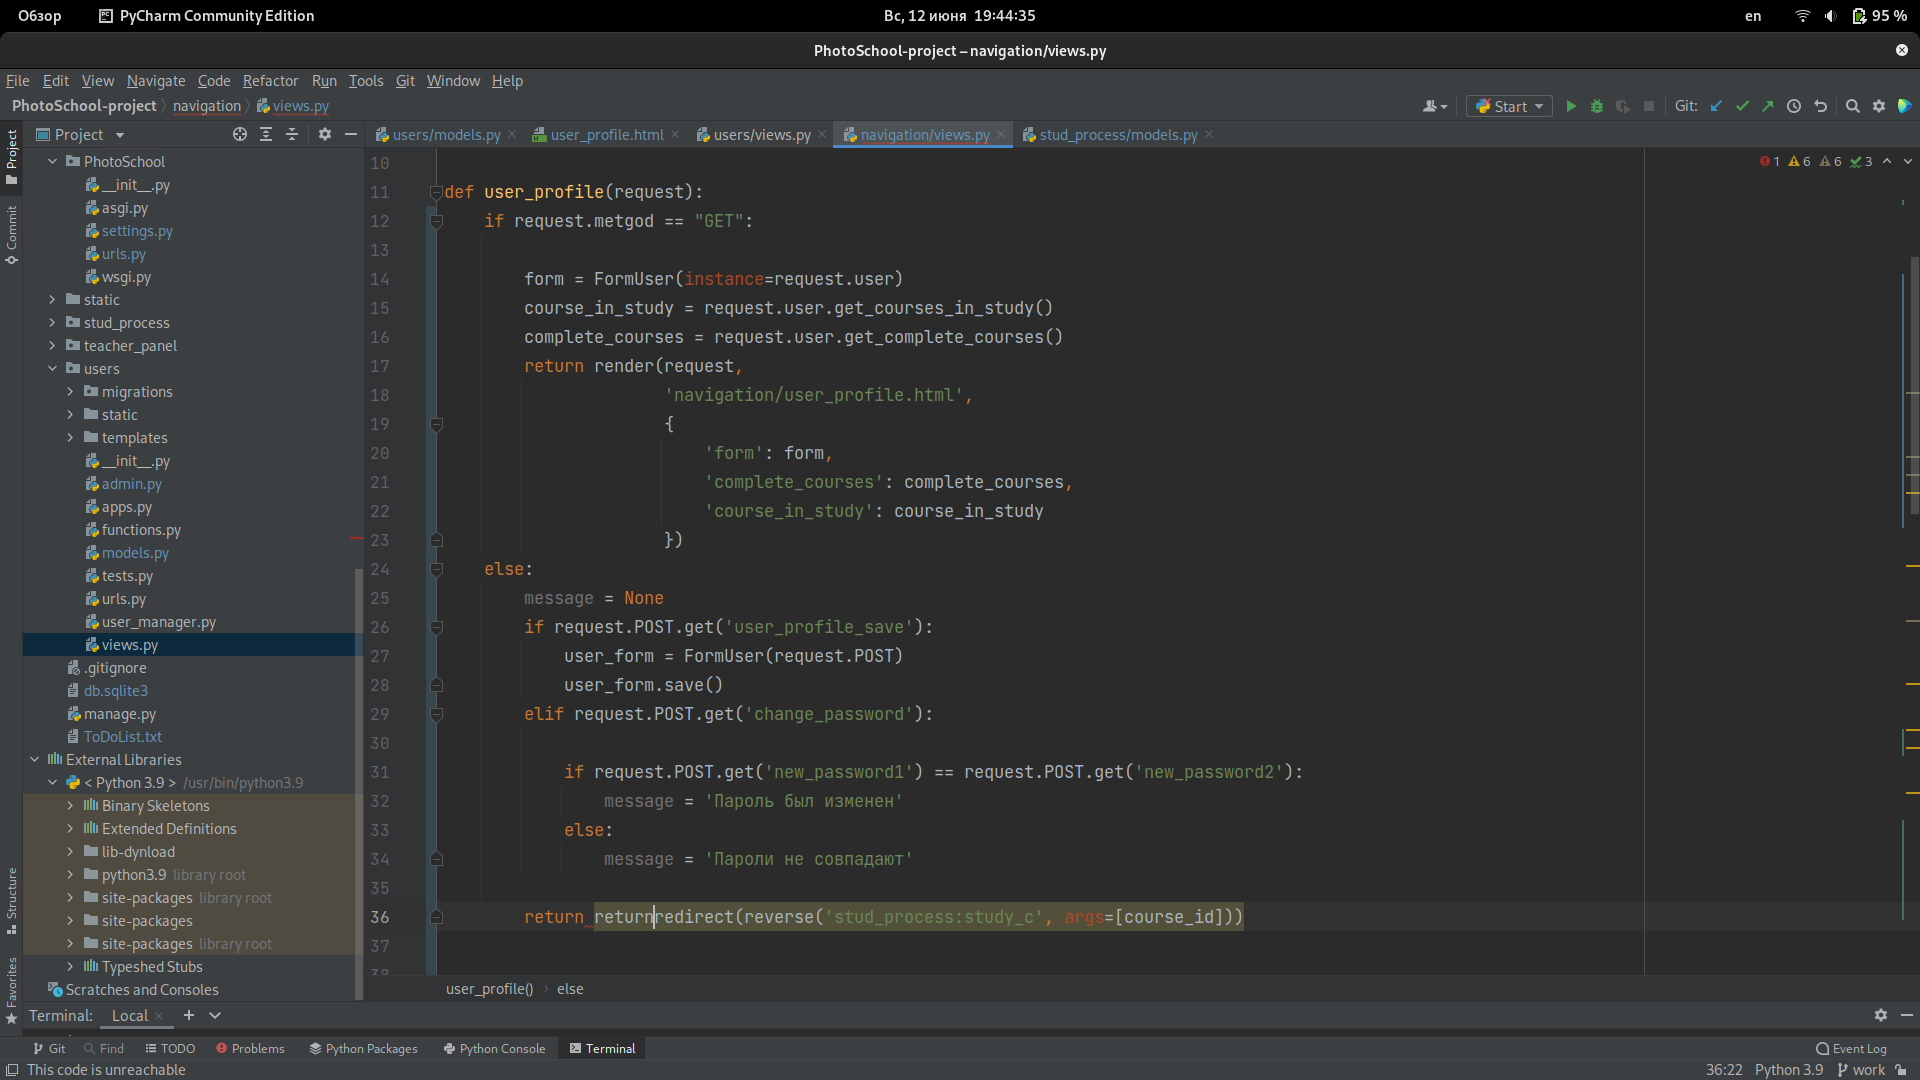 Обзор PyCharm Community Edition Вс, 12 июня 19:44:35 en 95 %
PhotoSchool-project – navigation/views.py
File Edit View Navigate Code Refactor Run Tools Git Window Help
PhotoSchool-project navigation views.py Start Git:
Project users/models.py user_profile.html users/views.py navigation/views.py stud_process/models.py
1 6 6 3
Project
Commit
Structure
Favorites
PhotoSchool
__init__.py
asgi.py
settings.py
urls.py
wsgi.py
static
stud_process
teacher_panel
users
migrations
static
templates
__init__.py
admin.py
apps.py
functions.py
models.py
tests.py
urls.py
user_manager.py
views.py
.gitignore
db.sqlite3
manage.py
ToDoList.txt
External Libraries
< Python 3.9 > /usr/bin/python3.9
Binary Skeletons
Extended Definitions
lib-dynload
python3.9 library root
site-packages library root
site-packages
site-packages library root
Typeshed Stubs
Scratches and Consoles
10
11 def user_profile(request):
12 if request.metgod == "GET":
13
14 form = FormUser(instance=request.user)
15 course_in_study = request.user.get_courses_in_study()
16 complete_courses = request.user.get_complete_courses()
17 return render(request,
18 'navigation/user_profile.html',
19 {
20 'form': form,
21 'complete_courses': complete_courses,
22 'course_in_study': course_in_study
23 })
24 else:
25 message = None
26 if request.POST.get('user_profile_save'):
27 user_form = FormUser(request.POST)
28 user_form.save()
29 elif request.POST.get('change_password'):
30
31 if request.POST.get('new_password1') == request.POST.get('new_password2'):
32 message = 'Пароль был изменен'
33 else:
34 message = 'Пароли не совпадают'
35
36 return returnredirect(reverse('stud_process:study_c', args=[course_id]))
37
38
user_profile() else
Terminal: Local
Git Find TODO Problems Python Packages Python Console Terminal Event Log
This code is unreachable 36:22 Python 3.9 work